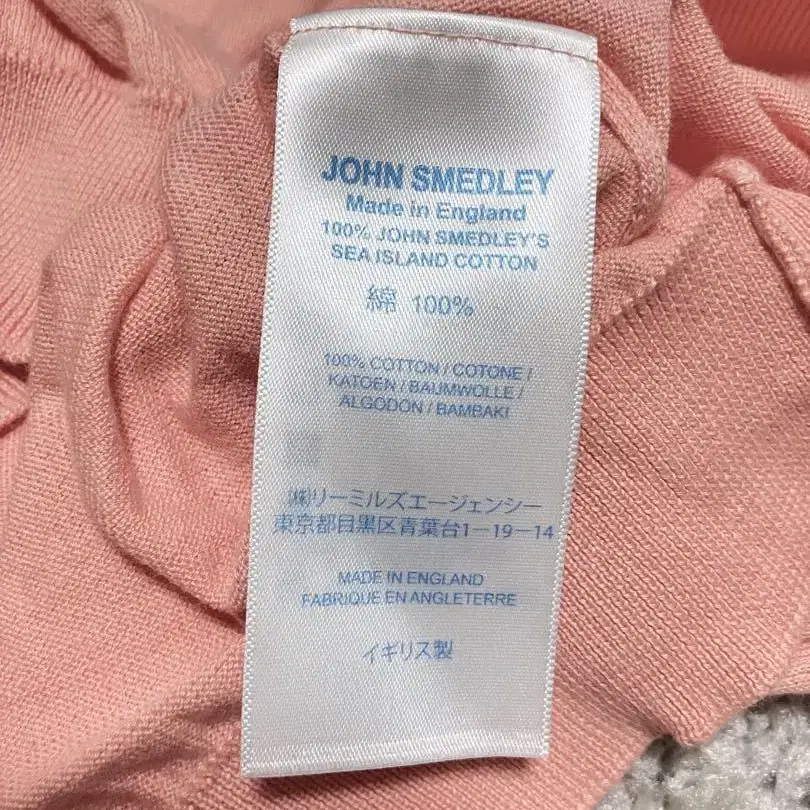 JOHN SMEDLEY
Made in England
100% JOHN SMEDLEY'S
SEA ISLAND COTTON
綿 100%
100% COTTON / COTONE /
KATOEN / BAUMWOLLE /
ALGODON / BAMBAKI
㈱リーミルズエージェンシー
東京都目黒区青葉台1－19－14
MADE IN ENGLAND
FABRIQUE EN ANGLETERRE
イギリス製